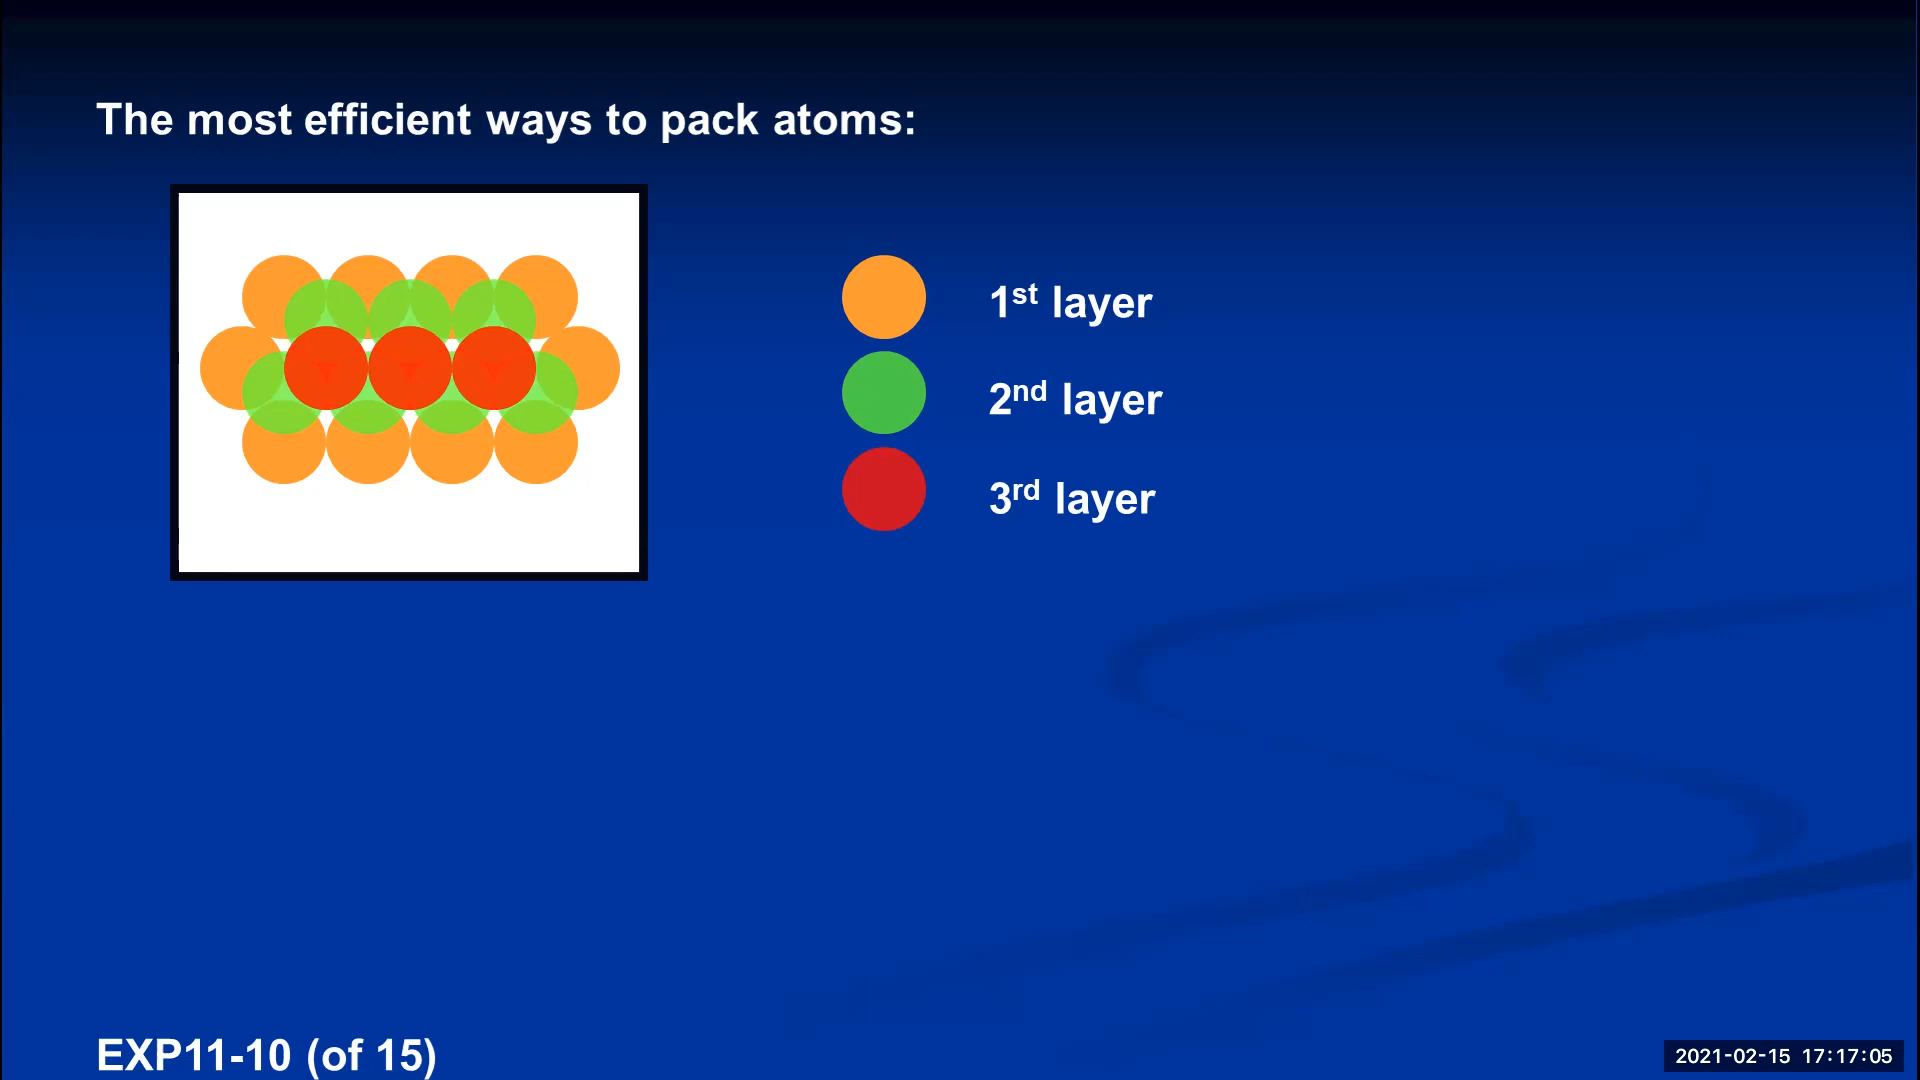 The most efficient ways to pack atoms:
1st layer
2nd layer
3rd layer
EXP11-10 (of 15)
2021-02-15 17:17:05